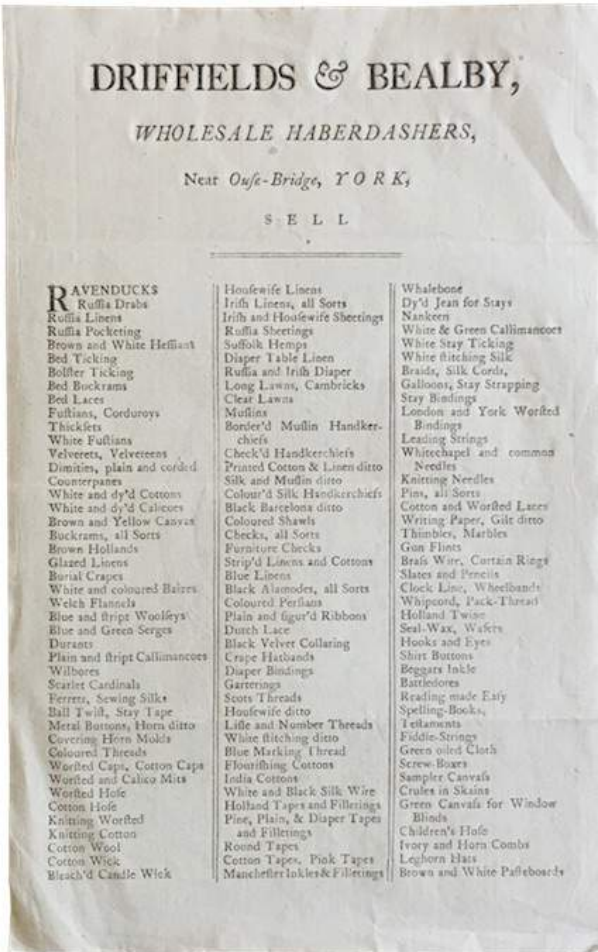 DRIFFIELDS & BEALBY,
WHOLESALE HABERDASHERS,
Near Ouſe-Bridge, YORK,
SELL
RAVENDUCKS
Ruſſia Drabs
Ruſſia Linens
Ruſſia Pocketing
Brown and White Heſſians
Bed Ticking
Bolſter Ticking
Bed Buckrams
Bed Laces
Fuſtians, Corduroys
Thickſets
White Fuſtians
Velverets, Velveteens
Dimities, plain and corded
Counterpanes
White and dy'd Cottons
White and dy'd Calicoes
Brown and Yellow Canvas
Buckrams, all Sorts
Brown Hollands
Glazed Linens
Burial Crapes
White and coloured Baizes
Welch Flannels
Blue and ſtript Woolſeys
Blue and Green Serges
Durants
Plain and ſtript Callimancoes
Wilbores
Scarlet Cardinals
Ferrets, Sewing Silks
Ball Twiſt, Stay Tape
Metal Buttons, Horn ditto
Covering Horn Molds
Coloured Threads
Worſted Caps, Cotton Caps
Worſted and Calico Mits
Worſted Hoſe
Cotton Hoſe
Knitting Worſted
Knitting Cotton
Cotton Wool
Cotton Wick
Bleach'd Candle Wick
Houſewife Linens
Iriſh Linens, all Sorts
Iriſh and Houſewife Sheetings
Ruſſia Sheetings
Suffolk Hemps
Diaper Table Linen
Ruſſia and Iriſh Diaper
Long Lawns, Cambricks
Clear Lawns
Muſlins
Border'd Muſlin Handker-
chiefs
Check'd Handkerchiefs
Printed Cotton & Linen ditto
Silk and Muſlin ditto
Colour'd Silk Handkerchiefs
Black Barcelona ditto
Coloured Shawls
Checks, all Sorts
Furniture Checks
Strip'd Linens and Cottons
Blue Linens
Black Alamodes, all Sorts
Coloured Perſians
Plain and figur'd Ribbons
Dutch Lace
Black Velvet Collaring
Crape Hatbands
Diaper Bindings
Garterings
Scots Threads
Houſewife ditto
Liſle and Number Threads
White ſtitching ditto
Blue Marking Thread
Flouriſhing Cottons
India Cottons
White and Black Silk Wire
Holland Tapes and Filletings
Pine, Plain, & Diaper Tapes
and Filletings
Round Tapes
Cotton Tapes, Pink Tapes
Mancheſter Inkles & Filletings
Whalebone
Dy'd Jean for Stays
Nankeen
White & Green Callimancoes
White Stay Ticking
White ſtitching Silk
Braids, Silk Cords,
Galloons, Stay Strapping
Stay Bindings
London and York Worſted
Bindings
Leading Strings
Whitechapel and common
Needles
Knitting Needles
Pins, all Sorts
Cotton and Worſted Laces
Writing Paper, Gilt ditto
Thimbles, Marbles
Gun Flints
Braſs Wire, Curtain Rings
Slates and Pencils
Clock Line, Wheelbands
Whipcord, Pack-Thread
Holland Twine
Seal-Wax, Wafers
Hooks and Eyes
Shirt Buttons
Beggars Inkle
Battledores
Reading made Eaſy
Spelling-Books,
Teſtaments
Fiddle-Strings
Green oiled Cloth
Screw-Boxes
Sampler Canvaſs
Crules in Skains
Green Canvaſs for Window
Blinds
Children's Hoſe
Ivory and Horn Combs
Leghorn Hats
Brown and White Paſteboards